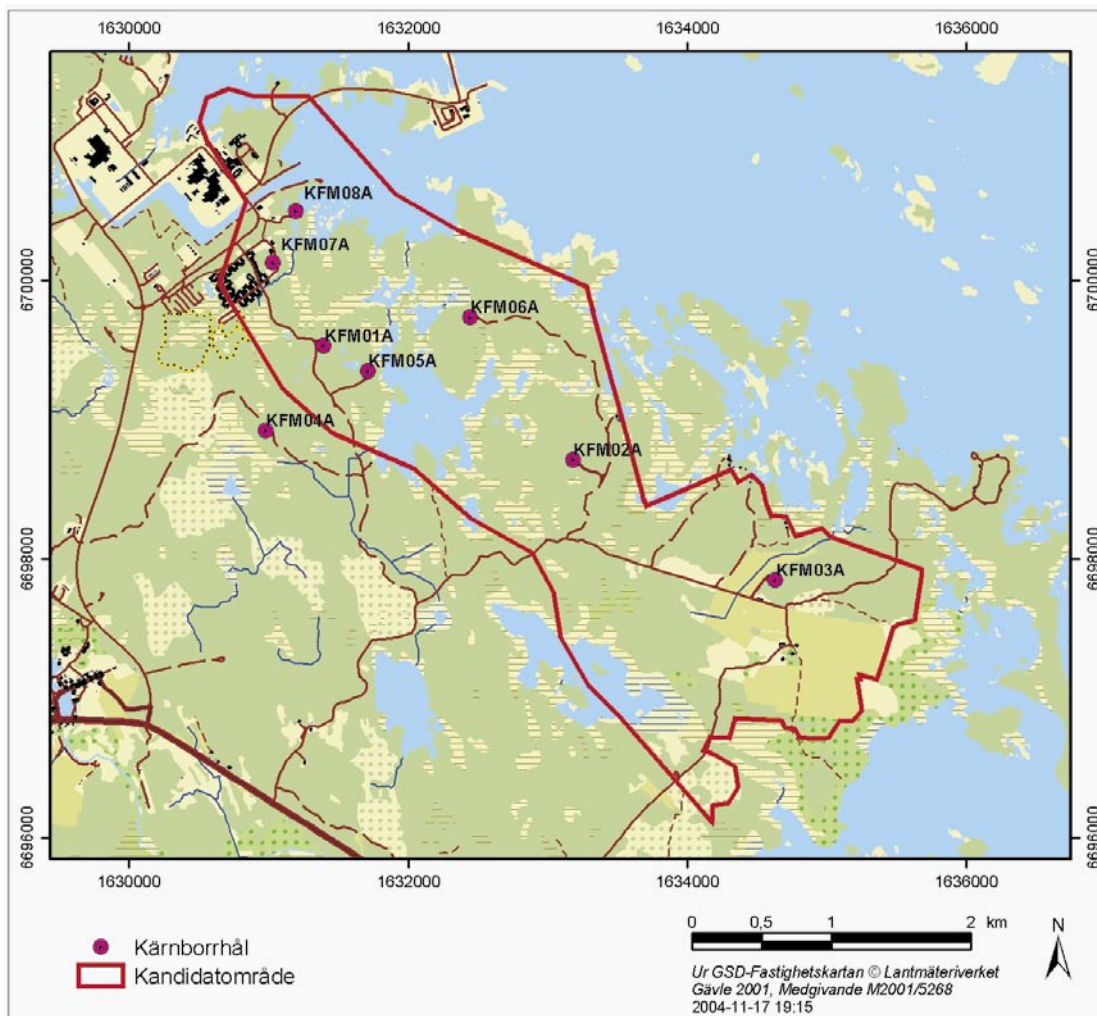 1630000 1632000 1634000 1636000
KFM08A
KFM07A
6700000 6700000
KFM06A
KFM01A
KFM05A
KFM04A
KFM02A
6698000 6698000
KFM03A
6696000 6696000
1630000 1632000 1634000 1636000
Kärnborrhål
Kandidatområde
0 0,5 1 2 km
N
Ur GSD-Fastighetskartan © Lantmäteriverket
Gävle 2001, Medgivande M2001/5268
2004-11-17 19:15